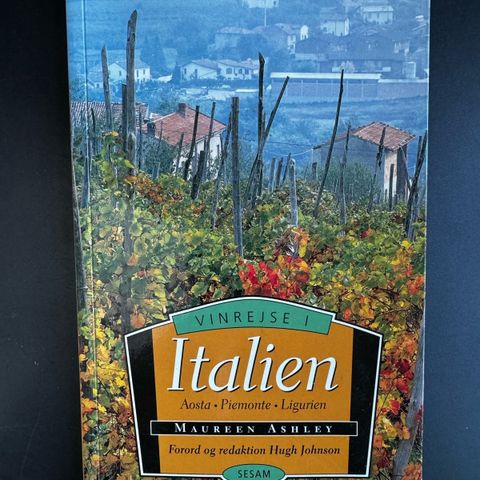 VINREJSE I
Italien
Aosta • Piemonte • Ligurien
MAUREEN ASHLEY
Forord og redaktion Hugh Johnson
SESAM